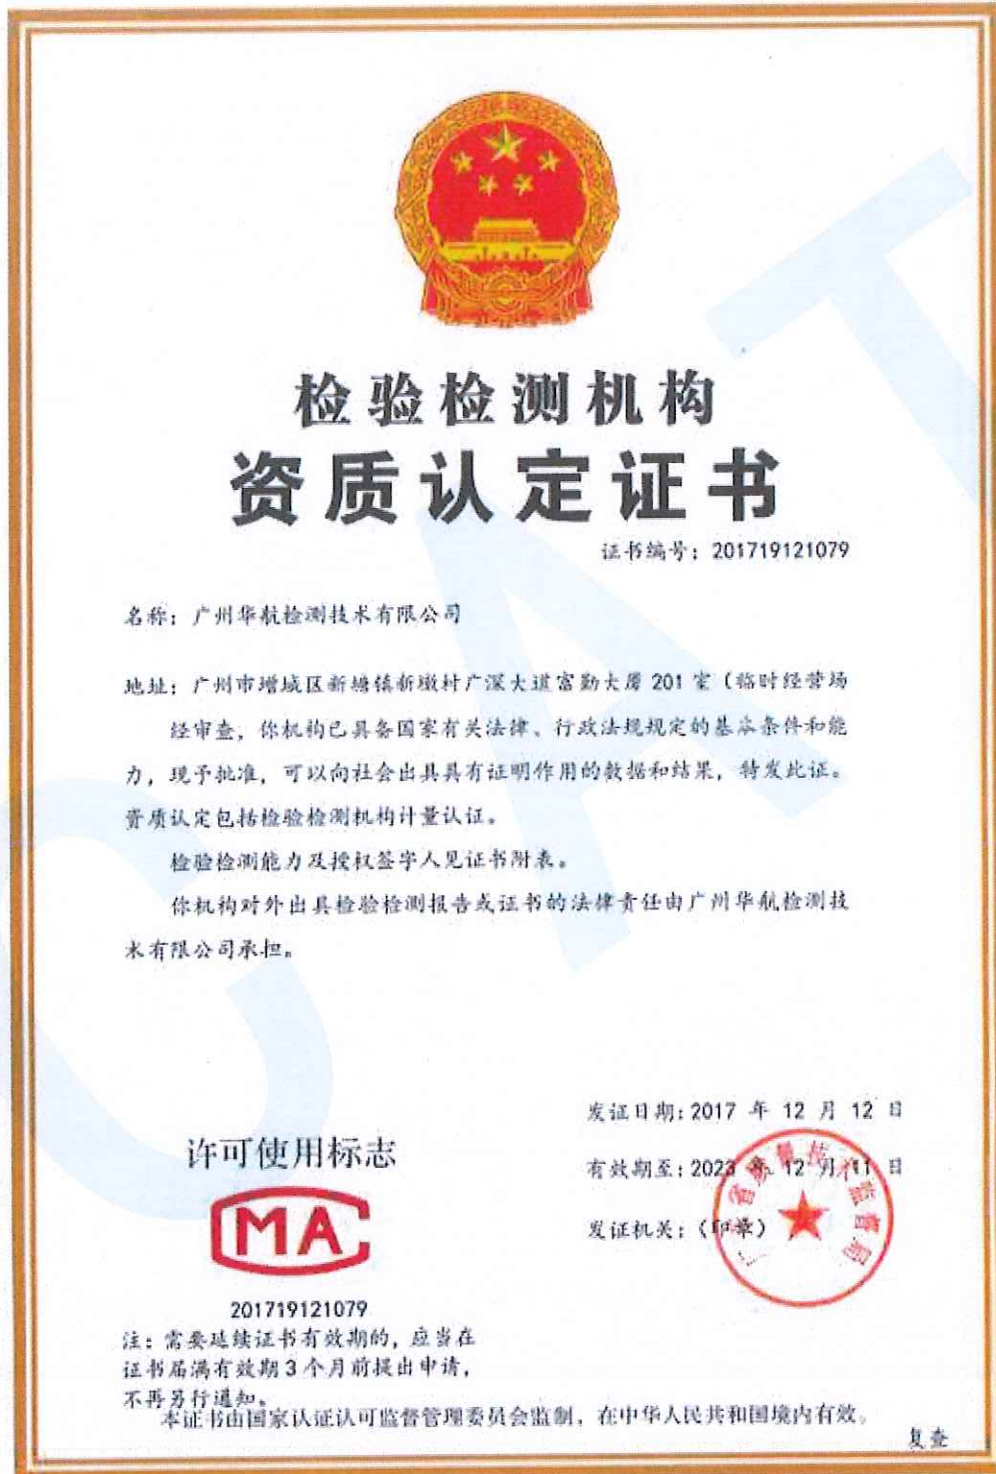 检验检测机构
资质认定证书
证书编号：201719121079
名称：广州华航检测技术有限公司
地址：广州市增城区新塘镇新墩村广深大道富勤大厦 201 室（临时经营场
经审查，你机构已具备国家有关法律、行政法规规定的基本条件和能
力，现予批准，可以向社会出具具有证明作用的数据和结果，特发此证。
资质认定包括检验检测机构计量认证。
检验检测能力及授权签字人见证书附表。
你机构对外出具检验检测报告或证书的法律责任由广州华航检测技
术有限公司承担。
发证日期：2017 年 12 月 12 日
许可使用标志
有效期至：2023 年 12 月 11 日
广东省质量技术监督局
发证机关：（印章）
MA
201719121079
注：需要延续证书有效期的，应当在
证书届满有效期 3 个月前提出申请，
不再另行通知。
本证书由国家认证认可监督管理委员会监制，在中华人民共和国境内有效。
复查
CAT